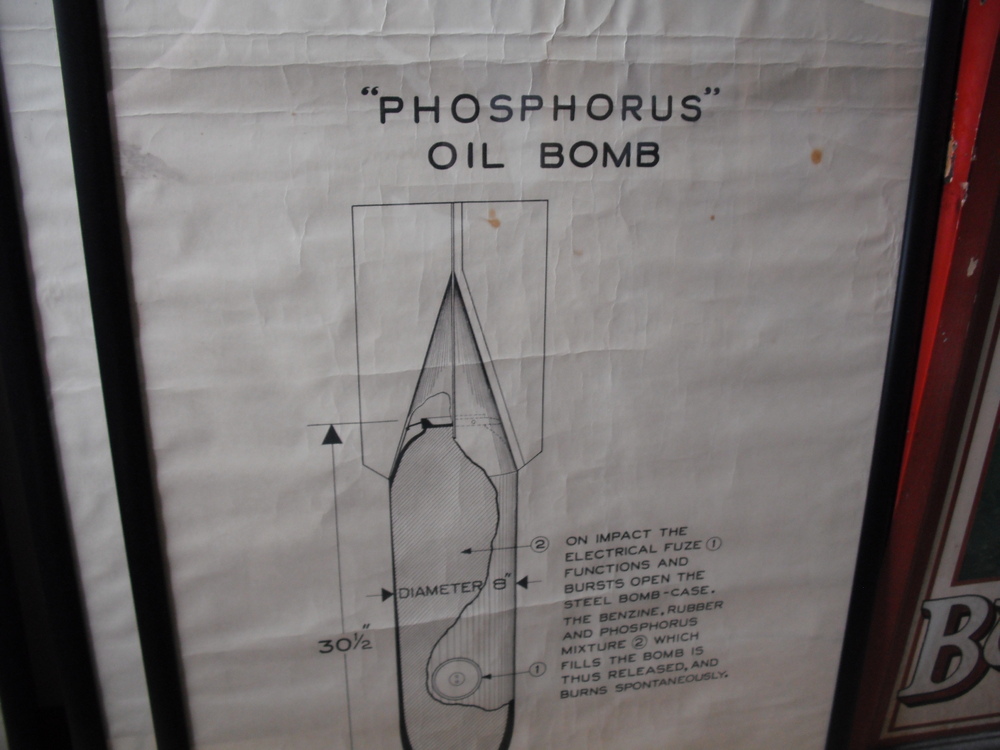 "PHOSPHORUS"
OIL BOMB
② ON IMPACT THE
ELECTRICAL FUZE ①
FUNCTIONS AND
BURSTS OPEN THE
STEEL BOMB-CASE.
THE BENZINE, RUBBER
AND PHOSPHORUS
MIXTURE ② WHICH
FILLS THE BOMB IS
THUS RELEASED, AND
BURNS SPONTANEOUSLY.
DIAMETER 8"
30½"
①